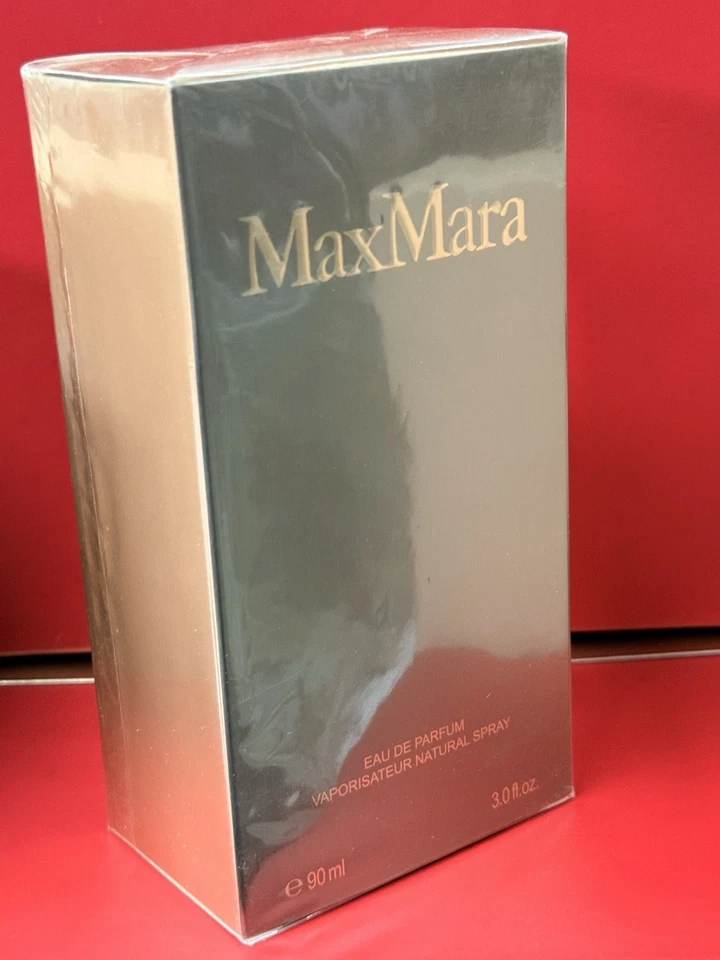 MaxMara
EAU DE PARFUM
VAPORISATEUR NATURAL SPRAY
3.0 fl.oz.
e 90 ml